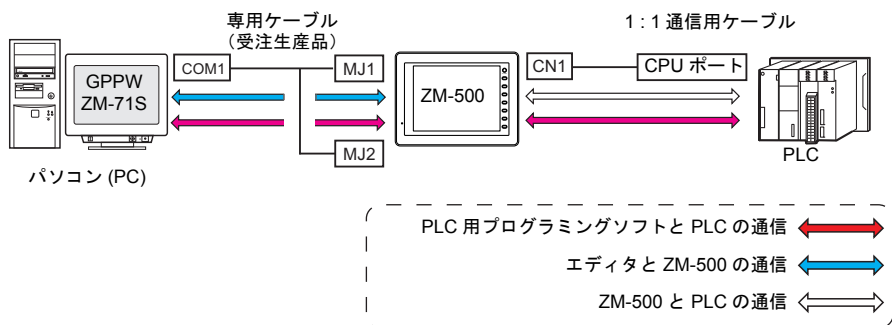 専用ケーブル
(受注生産品)
1 : 1 通信用ケーブル
COM1
MJ1
CN1
CPU ポート
GPPW
ZM-71S
ZM-500
MJ2
PLC
パソコン (PC)
PLC 用プログラミングソフトと PLC の通信
エディタと ZM-500 の通信
ZM-500 と PLC の通信